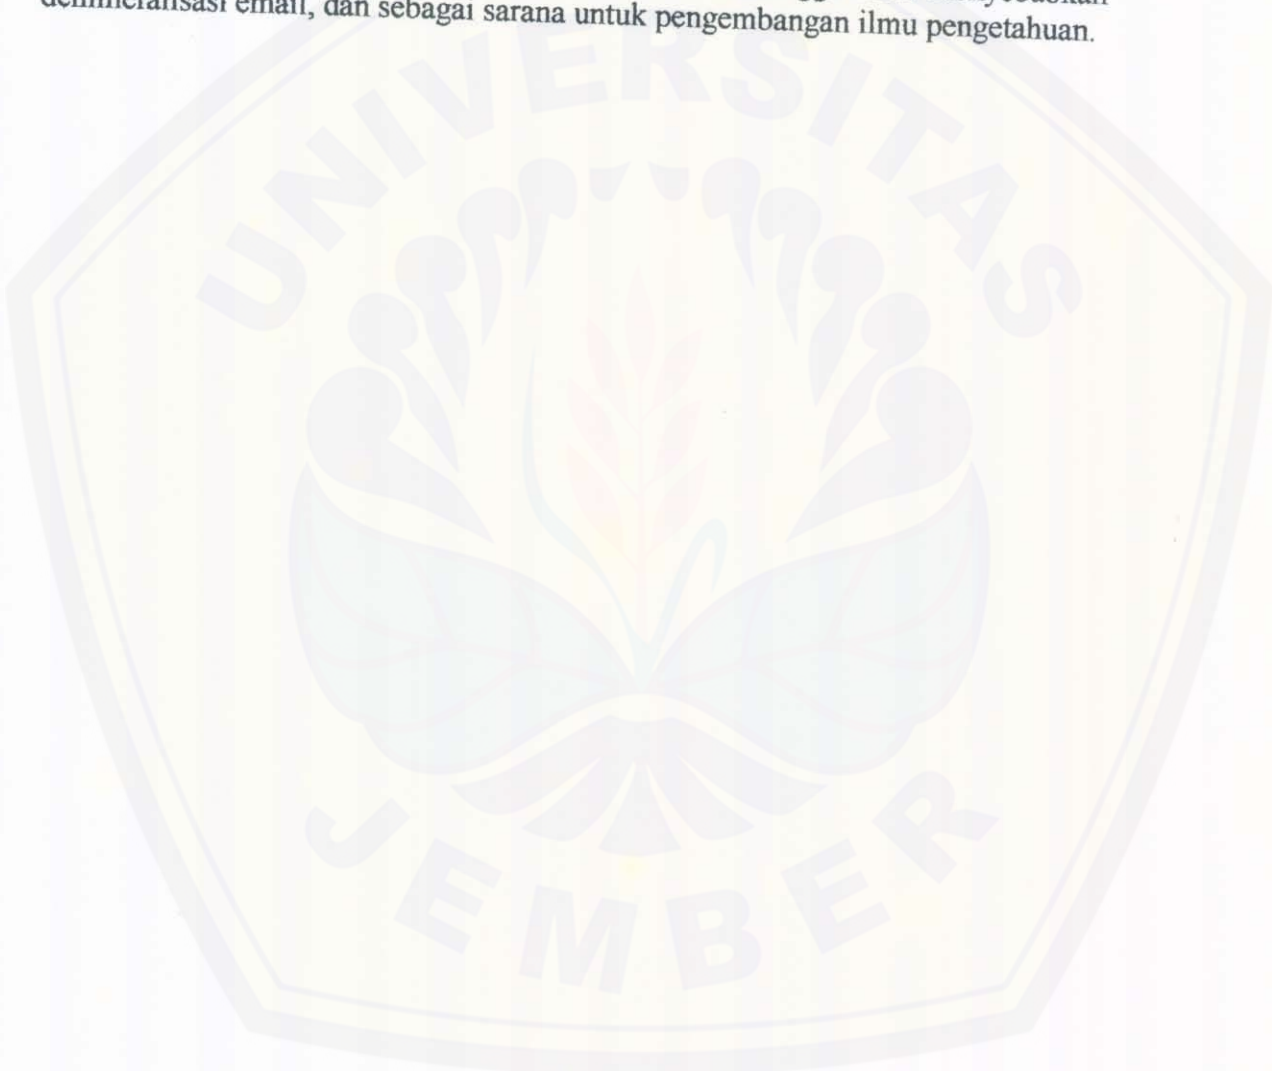 demineralisasi email, dan sebagai sarana untuk pengembangan ilmu pengetahuan.
UNIVERSITAS
JEMBER